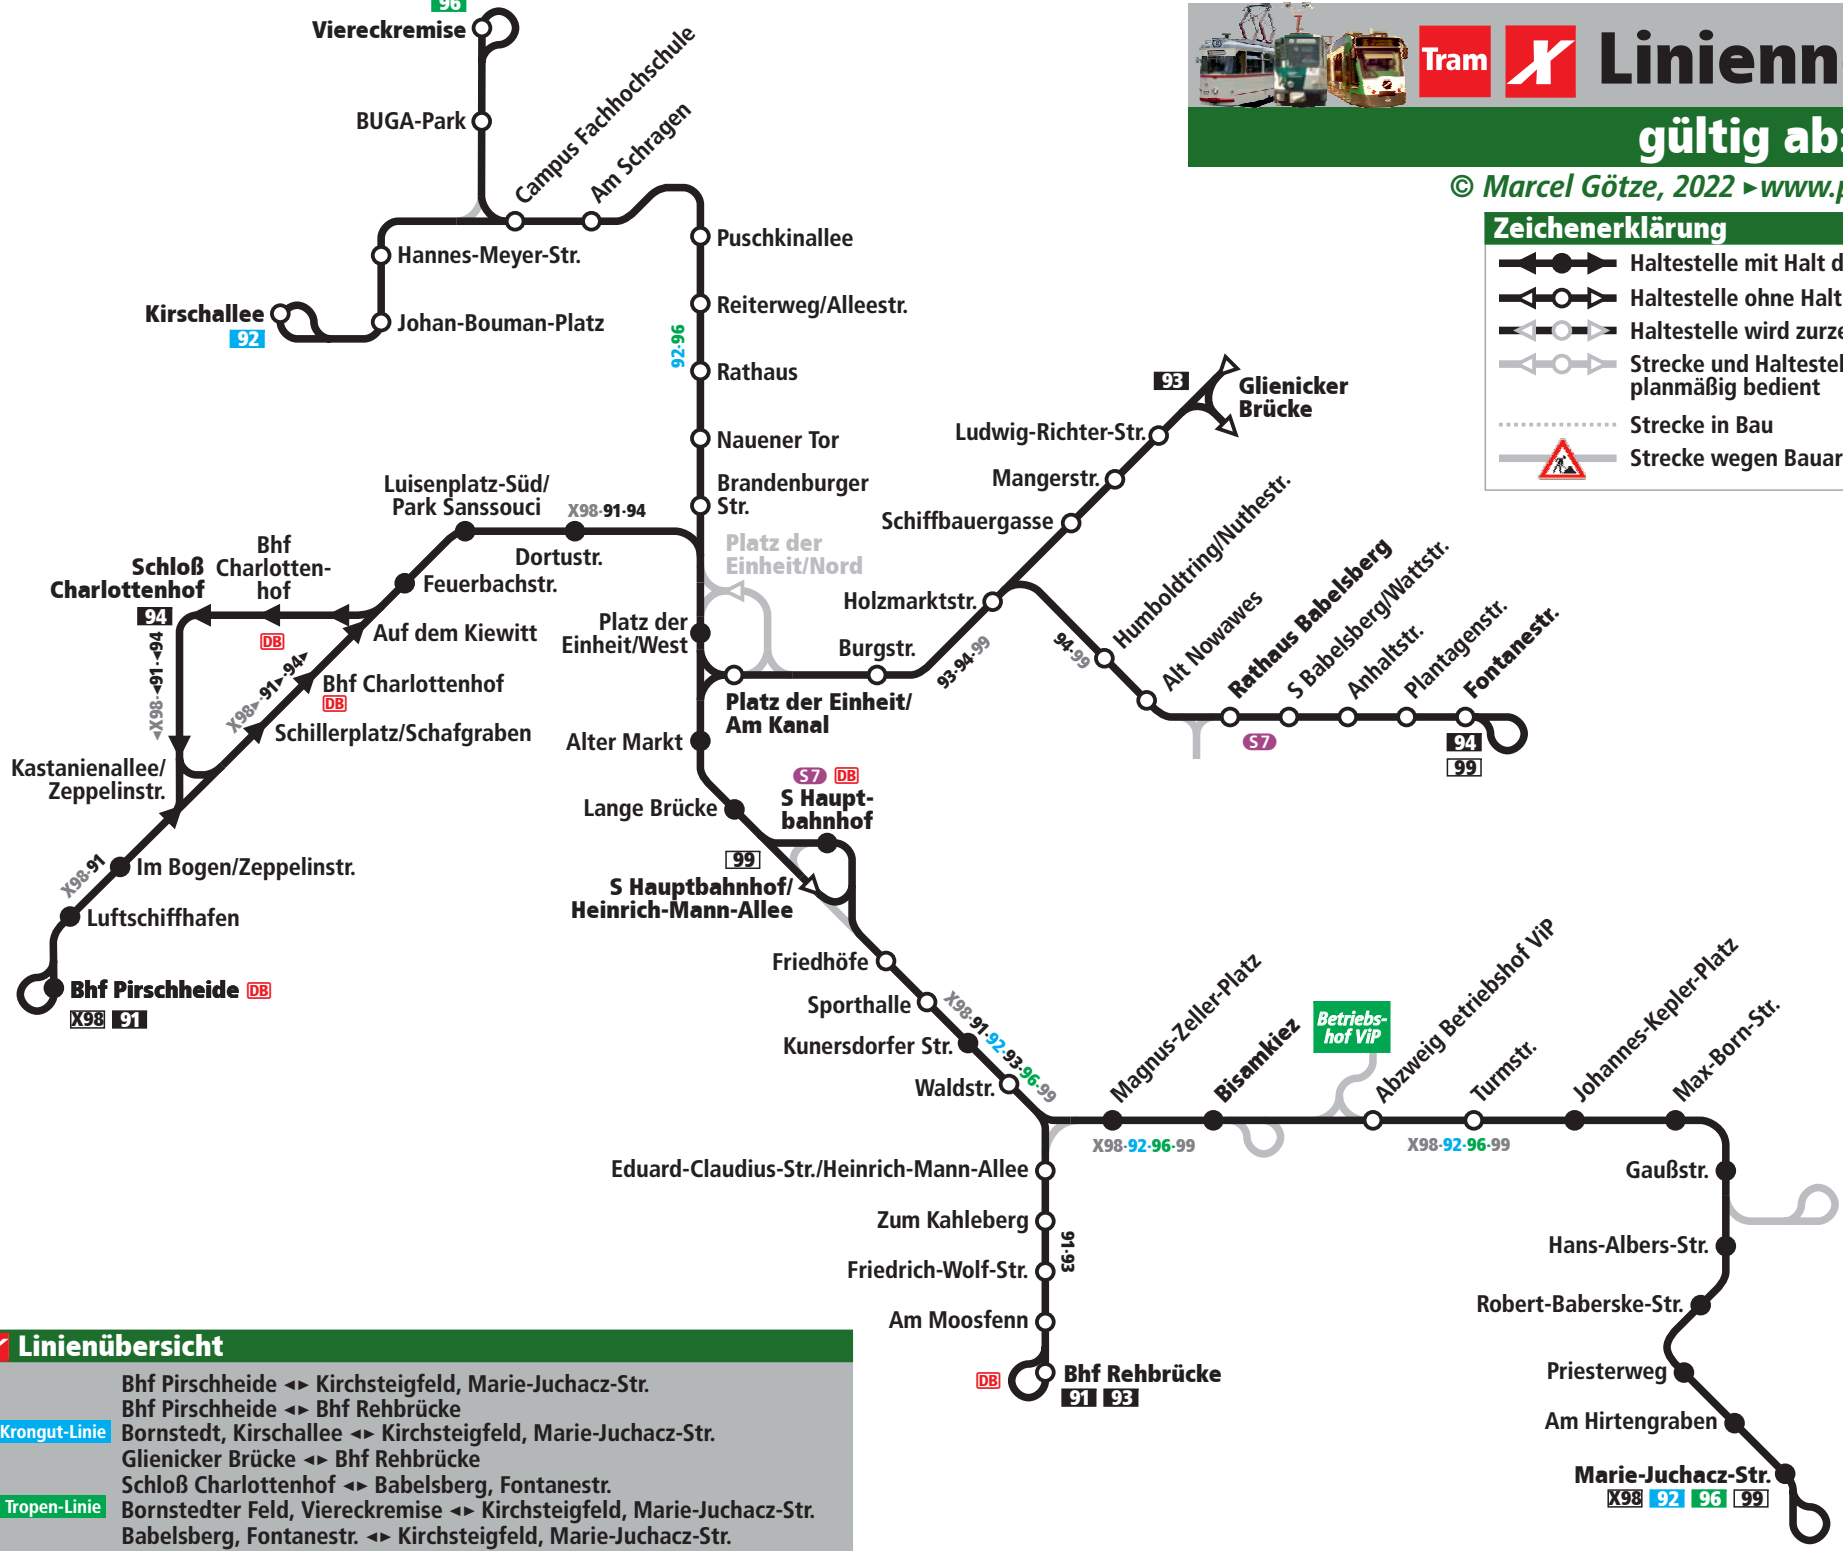 96
Viereckremise
BUGA-Park
Campus Fachhochschule
Am Schragen
Hannes-Meyer-Str.
Kirschallee
92
Johan-Bouman-Platz
Puschkinallee
Reiterweg/Alleestr.
92·96
Rathaus
Nauener Tor
Brandenburger
Str.
Tram
X
Linienn
gültig ab:
© Marcel Götze, 2022 ►www.p
Zeichenerklärung
Haltestelle mit Halt d
Haltestelle ohne Halt
Haltestelle wird zurze
Strecke und Haltestel
planmäßig bedient
Strecke in Bau
Strecke wegen Bauar
93
Glienicker
Brücke
Ludwig-Richter-Str.
Mangerstr.
Schiffbauergasse
Holzmarktstr.
Luisenplatz-Süd/
Park Sanssouci
X98·91·94
Dortustr.
Feuerbachstr.
Bhf
Charlotten-
hof
DB
Schloß
Charlottenhof
94
◄X98·◄91·◄94
Auf dem Kiewitt
X98►·91►·94►
Bhf Charlottenhof
DB
Schillerplatz/Schafgraben
Kastanienallee/
Zeppelinstr.
X98·91
Im Bogen/Zeppelinstr.
Luftschiffhafen
Bhf Pirschheide DB
X98 91
Platz der
Einheit/Nord
Platz der
Einheit/West
Burgstr.
93·94·99
Platz der Einheit/
Am Kanal
94·99
Humboldtring/Nuthestr.
Alt Nowawes
Rathaus Babelsberg
S7
S Babelsberg/Wattstr.
Anhaltstr.
Plantagenstr.
Fontanestr.
94
99
Alter Markt
Lange Brücke
S7 DB
S Haupt-
bahnhof
99
S Hauptbahnhof/
Heinrich-Mann-Allee
Friedhöfe
Sporthalle
Kunersdorfer Str.
Waldstr.
X98·91·92·93·96·99
Magnus-Zeller-Platz
Bisamkiez
Betriebs-
hof ViP
Abzweig Betriebshof ViP
Turmstr.
Johannes-Kepler-Platz
Max-Born-Str.
X98·92·96·99
X98·92·96·99
Eduard-Claudius-Str./Heinrich-Mann-Allee
Zum Kahleberg
91·93
Friedrich-Wolf-Str.
Am Moosfenn
DB
Bhf Rehbrücke
91 93
Gaußstr.
Hans-Albers-Str.
Robert-Baberske-Str.
Priesterweg
Am Hirtengraben
Marie-Juchacz-Str.
X98 92 96 99
Linienübersicht
Bhf Pirschheide ◄► Kirchsteigfeld, Marie-Juchacz-Str.
Bhf Pirschheide ◄► Bhf Rehbrücke
Krongut-Linie Bornstedt, Kirschallee ◄► Kirchsteigfeld, Marie-Juchacz-Str.
Glienicker Brücke ◄► Bhf Rehbrücke
Schloß Charlottenhof ◄► Babelsberg, Fontanestr.
Tropen-Linie Bornstedter Feld, Viereckremise ◄► Kirchsteigfeld, Marie-Juchacz-Str.
Babelsberg, Fontanestr. ◄► Kirchsteigfeld, Marie-Juchacz-Str.